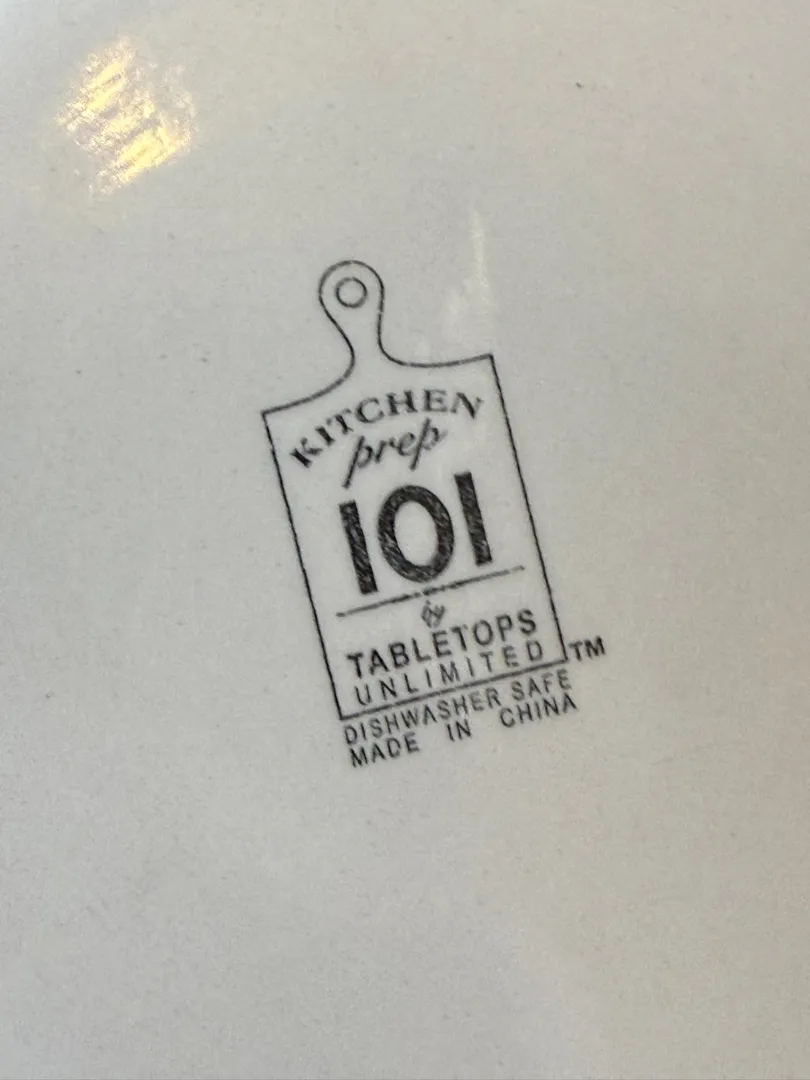 KITCHEN
prep
101
by
TABLETOPS
UNLIMITED TM
DISHWASHER SAFE
MADE IN CHINA